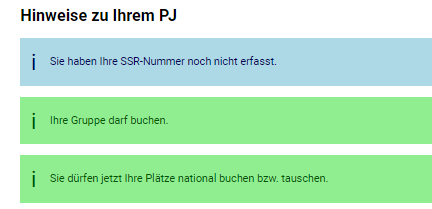 Hinweise zu Ihrem PJ
i Sie haben Ihre SSR-Nummer noch nicht erfasst.
i Ihre Gruppe darf buchen.
i Sie dürfen jetzt Ihre Plätze national buchen bzw. tauschen.